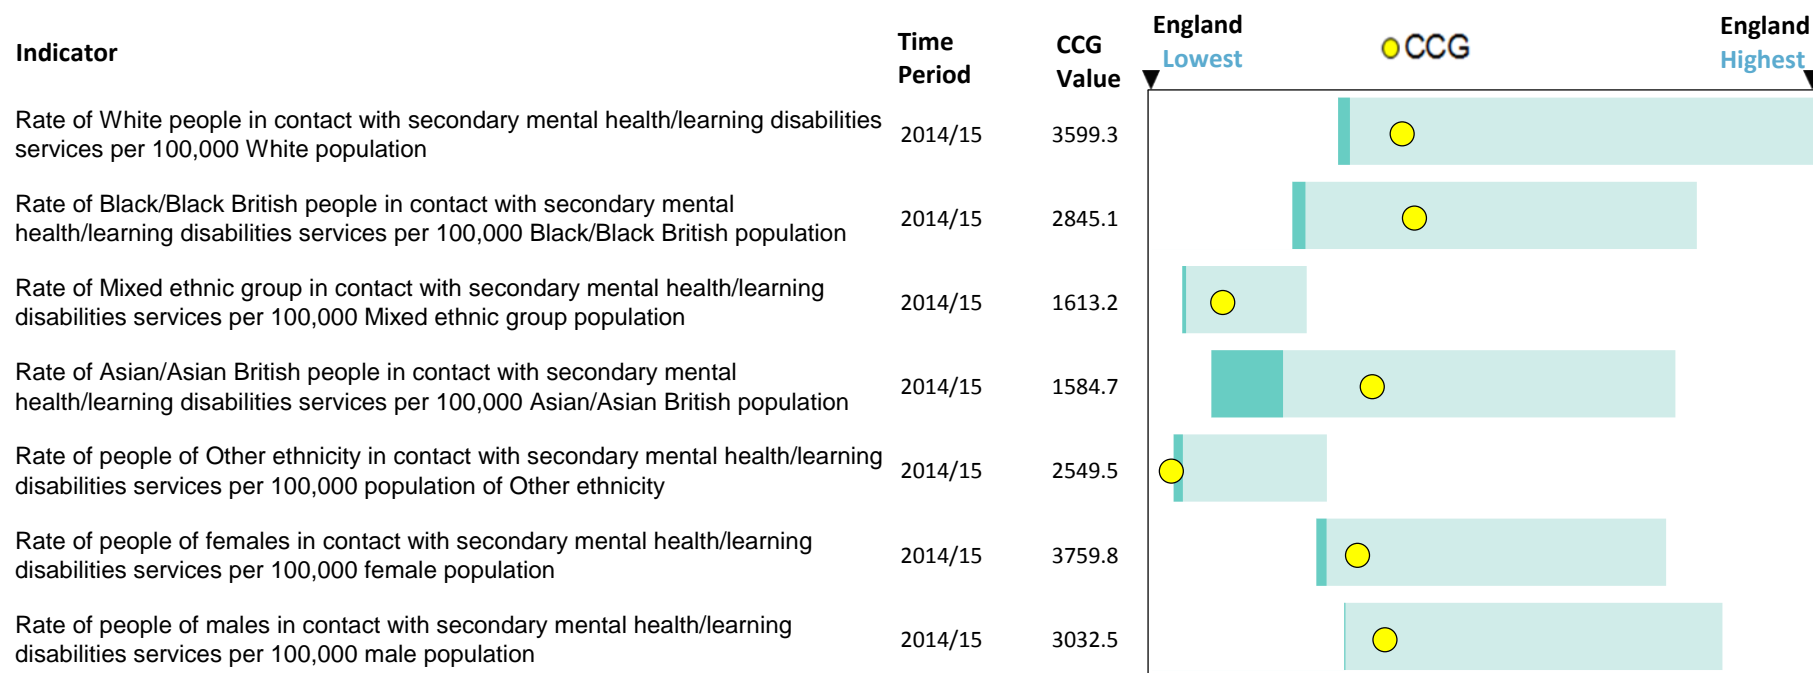 Indicator
Time
Period
CCG
Value
England
Lowest
CCG
England
Highest
Rate of White people in contact with secondary mental health/learning disabilities
services per 100,000 White population
2014/15
3599.3
Rate of Black/Black British people in contact with secondary mental
health/learning disabilities services per 100,000 Black/Black British population
2014/15
2845.1
Rate of Mixed ethnic group in contact with secondary mental health/learning
disabilities services per 100,000 Mixed ethnic group population
2014/15
1613.2
Rate of Asian/Asian British people in contact with secondary mental
health/learning disabilities services per 100,000 Asian/Asian British population
2014/15
1584.7
Rate of people of Other ethnicity in contact with secondary mental health/learning
disabilities services per 100,000 population of Other ethnicity
2014/15
2549.5
Rate of people of females in contact with secondary mental health/learning
disabilities services per 100,000 female population
2014/15
3759.8
Rate of people of males in contact with secondary mental health/learning
disabilities services per 100,000 male population
2014/15
3032.5